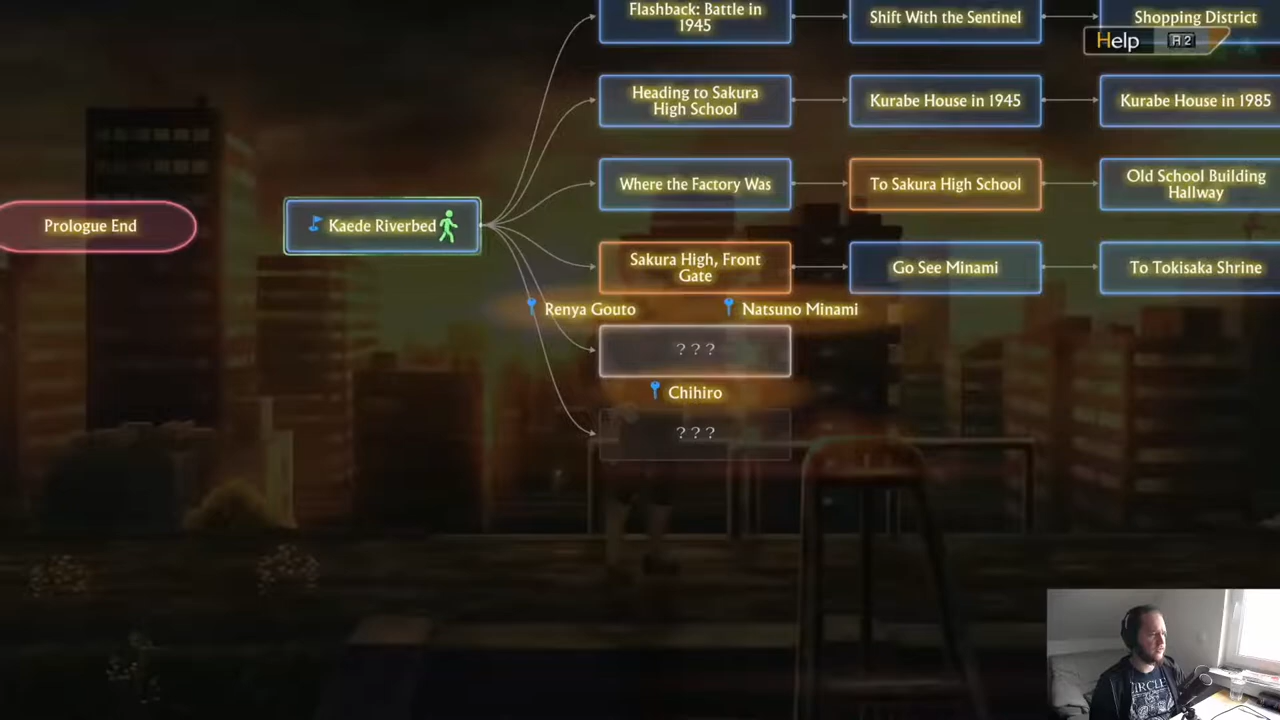 Flashback: Battle in
1945
Shift With the Sentinel
Shopping District
Help R2
Heading to Sakura
High School
Kurabe House in 1945
Kurabe House in 1985
Where the Factory Was
To Sakura High School
Old School Building
Hallway
Prologue End
Kaede Riverbed
Sakura High, Front
Gate
Go See Minami
To Tokisaka Shrine
Renya Gouto
Natsuno Minami
???
Chihiro
???
CIRCLE